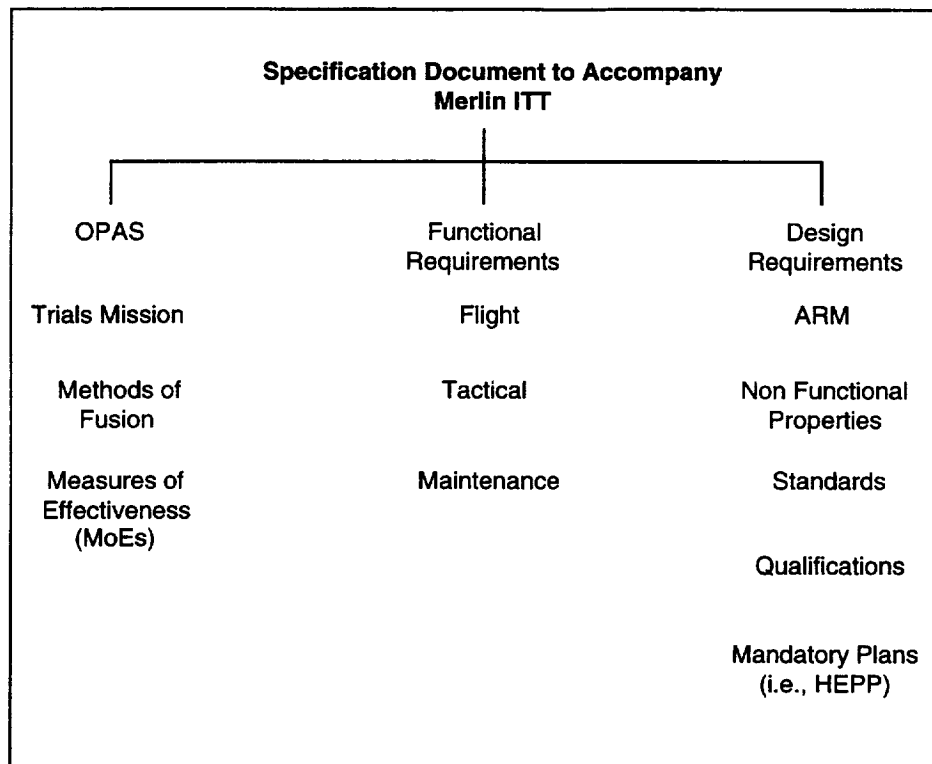 Specification Document to Accompany
Merlin ITT
OPAS
Trials Mission
Methods of
Fusion
Measures of
Effectiveness
(MoEs)
Functional
Requirements
Flight
Tactical
Maintenance
Design
Requirements
ARM
Non Functional
Properties
Standards
Qualifications
Mandatory Plans
(i.e., HEPP)